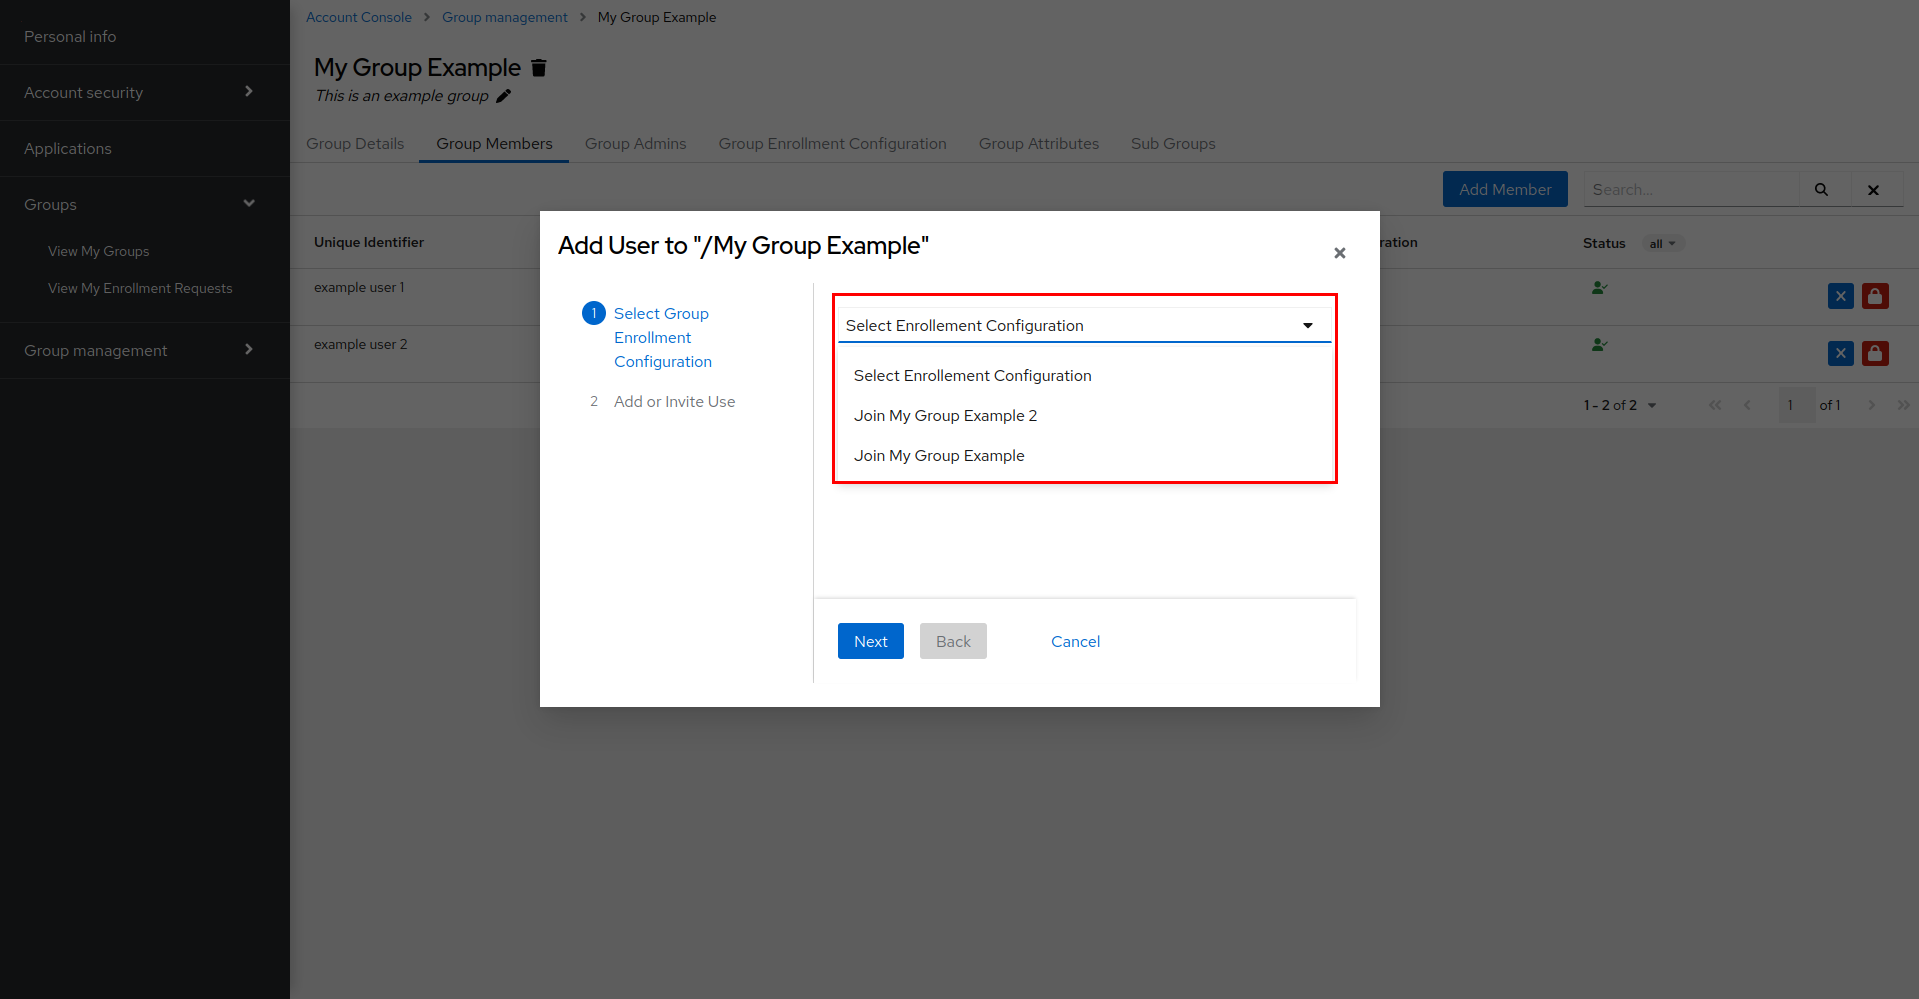 Personal info
Account security
Applications
Groups
View My Groups
View My Enrollment Requests
Group management
Account Console > Group management > My Group Example
My Group Example
This is an example group
Group Details Group Members Group Admins Group Enrollment Configuration Group Attributes Sub Groups
Add Member Search...
Unique Identifier ration Status all
example user 1
example user 2
1 - 2 of 2 1 of 1
Add User to "/My Group Example"
1 Select Group
Enrollment
Configuration
2 Add or Invite Use
Select Enrollement Configuration
Select Enrollement Configuration
Join My Group Example 2
Join My Group Example
Next Back Cancel